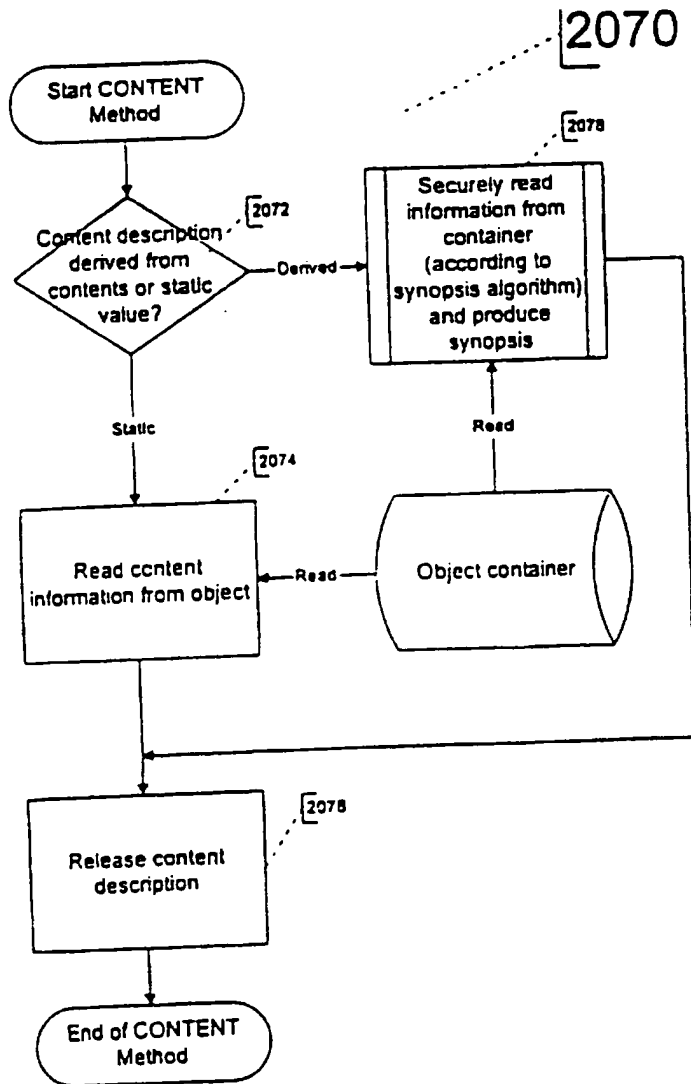 2070
Start CONTENT
Method
2078
2072
Content description
derived from
contents or static
value?
Derived
Securely read
information from
container
(according to
synopsis algorithm)
and produce
synopsis
Static
Read
2074
Read content
information from object
Read
Object container
2076
Release content
description
End of CONTENT
Method